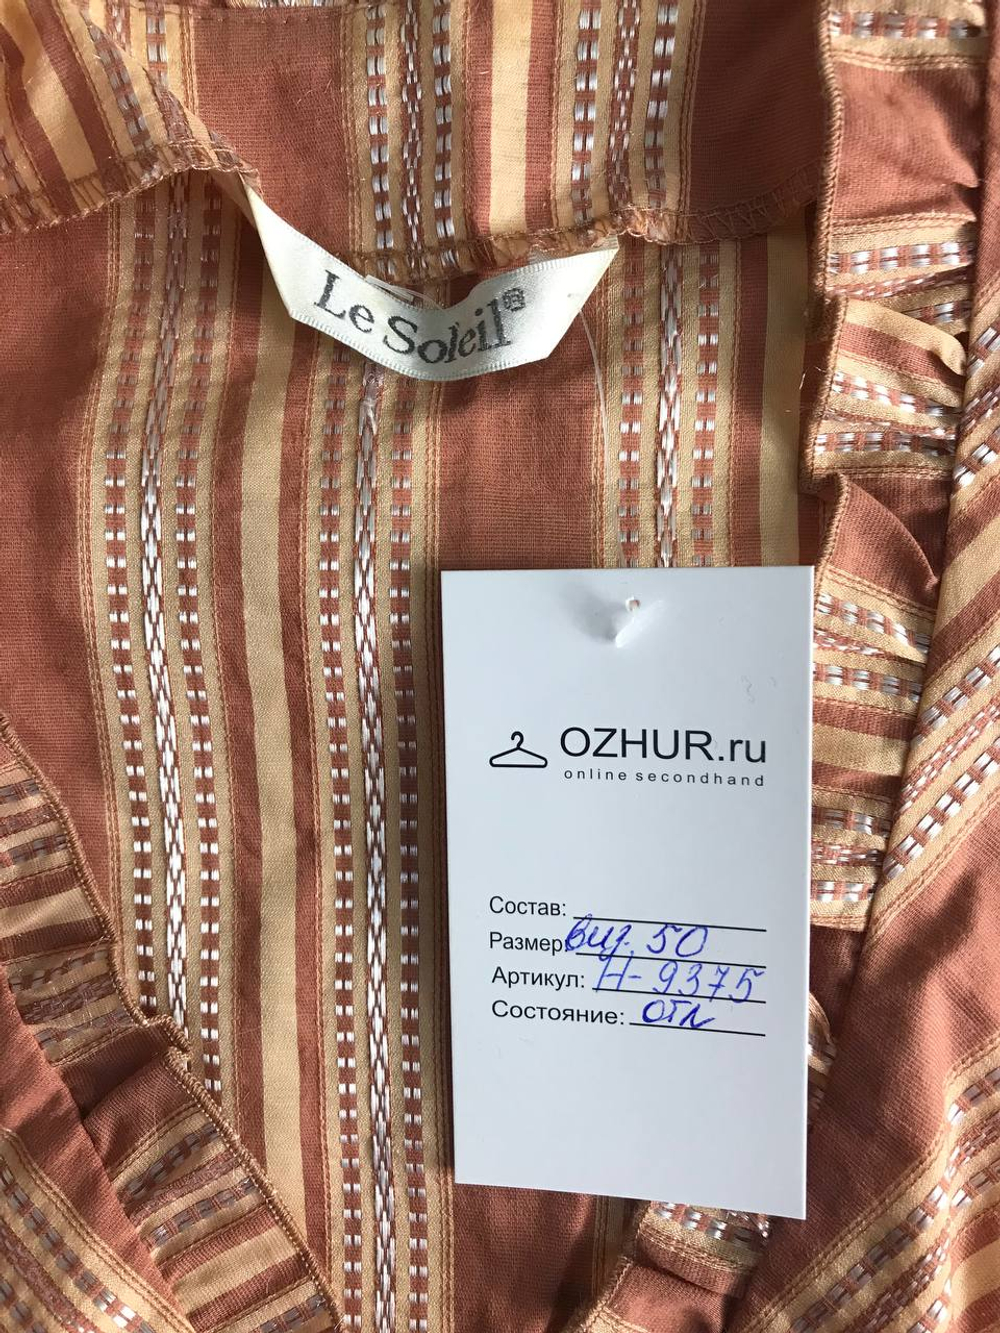 Le Soleil®
OZHUR.ru
online secondhand
Состав:
Размер: виз. 50
Артикул: Н-9375
Состояние: отл